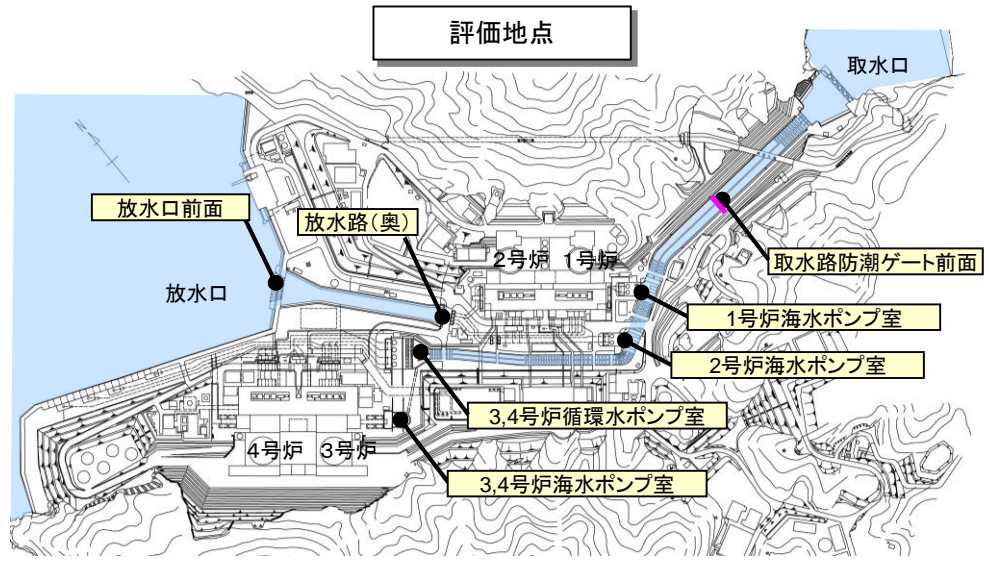 評価地点
取水口
放水口前面
放水路(奥)
2号炉
1号炉
取水路防潮ゲート前面
放水口
1号炉海水ポンプ室
2号炉海水ポンプ室
3,4号炉循環水ポンプ室
4号炉
3号炉
3,4号炉海水ポンプ室